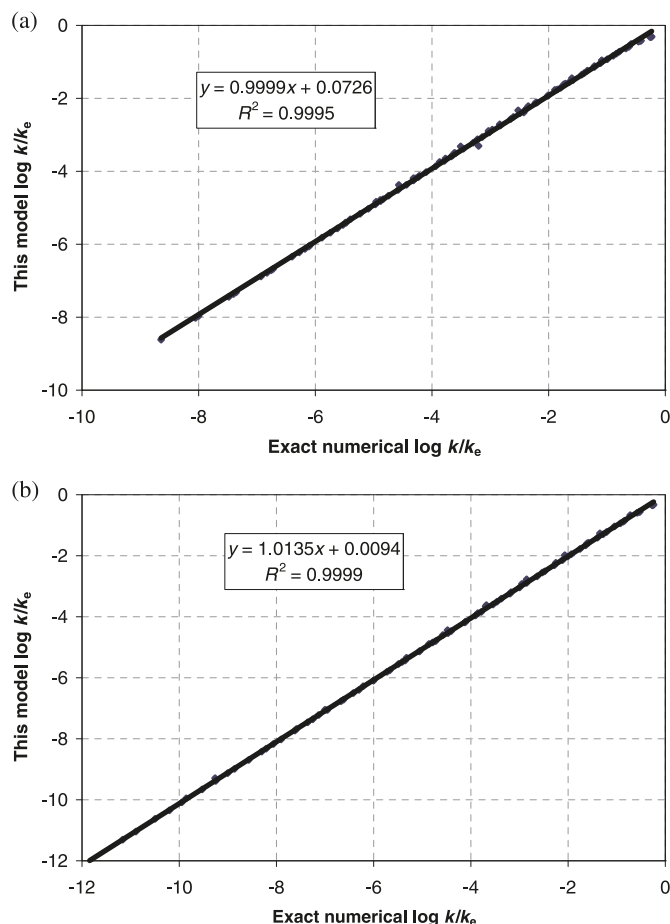 (a)
0
-2
-4
-6
-8
-10
This model log k/kₑ
y = 0.9999x + 0.0726
R² = 0.9995
-10 -8 -6 -4 -2 0
Exact numerical log k/kₑ
(b)
0
-2
-4
-6
-8
-10
-12
This model log k/kₑ
y = 1.0135x + 0.0094
R² = 0.9999
-12 -10 -8 -6 -4 -2 0
Exact numerical log k/kₑ